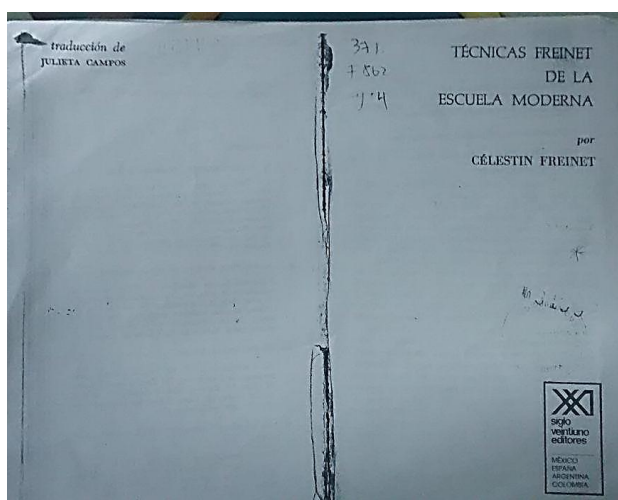 traducción de
JULIETA CAMPOS
371
TÉCNICAS FREINET
DE LA
ESCUELA MODERNA
por
CÉLESTIN FREINET
siglo
veintiuno
editores
MÉXICO
ESPAÑA
ARGENTINA
COLOMBIA